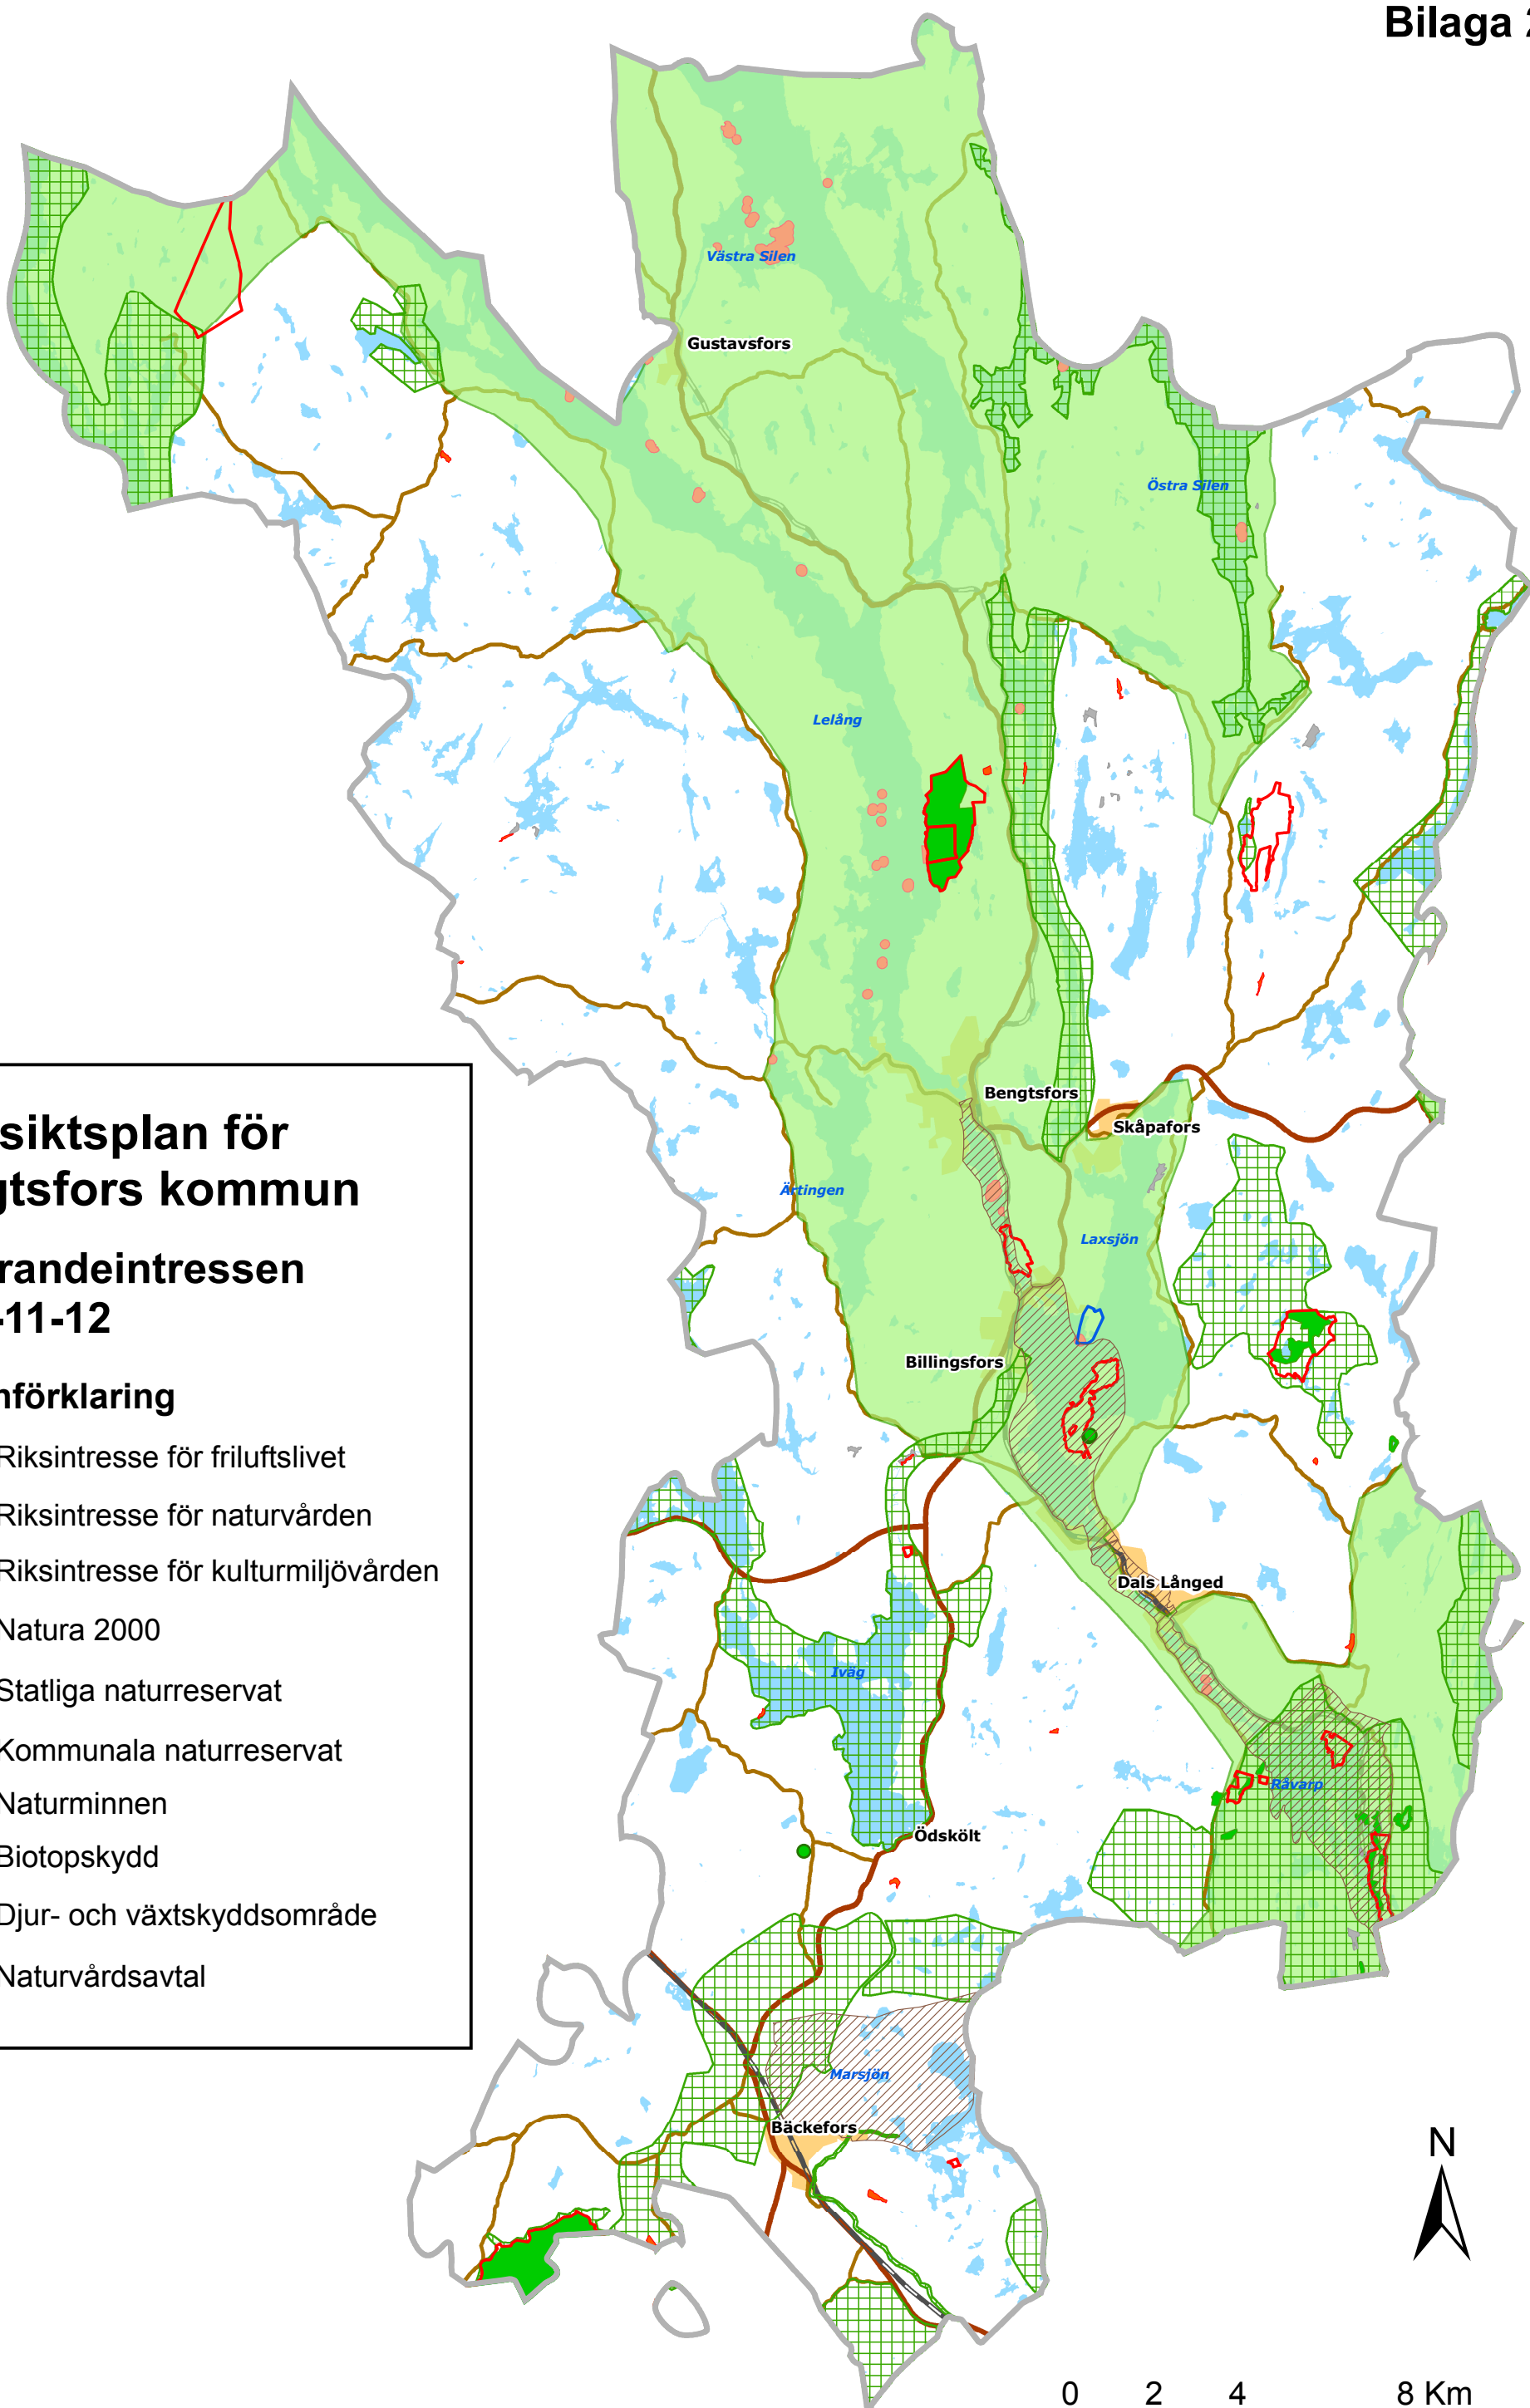 Bilaga 2
siktsplan för
gtsfors kommun
randeintressen
-11-12
nförklaring
Riksintresse för friluftslivet
Riksintresse för naturvården
Riksintresse för kulturmiljövården
Natura 2000
Statliga naturreservat
Kommunala naturreservat
Naturminnen
Biotopskydd
Djur- och växtskyddsområde
Naturvårdsavtal
Västra Silen
Gustavsfors
Östra Silen
Lelång
Bengtsfors
Skåpafors
Ärtingen
Laxsjön
Billingsfors
Dals Långed
Iväg
Råvarp
Ödskölt
Marsjön
Bäckefors
N
0 2 4 8 Km